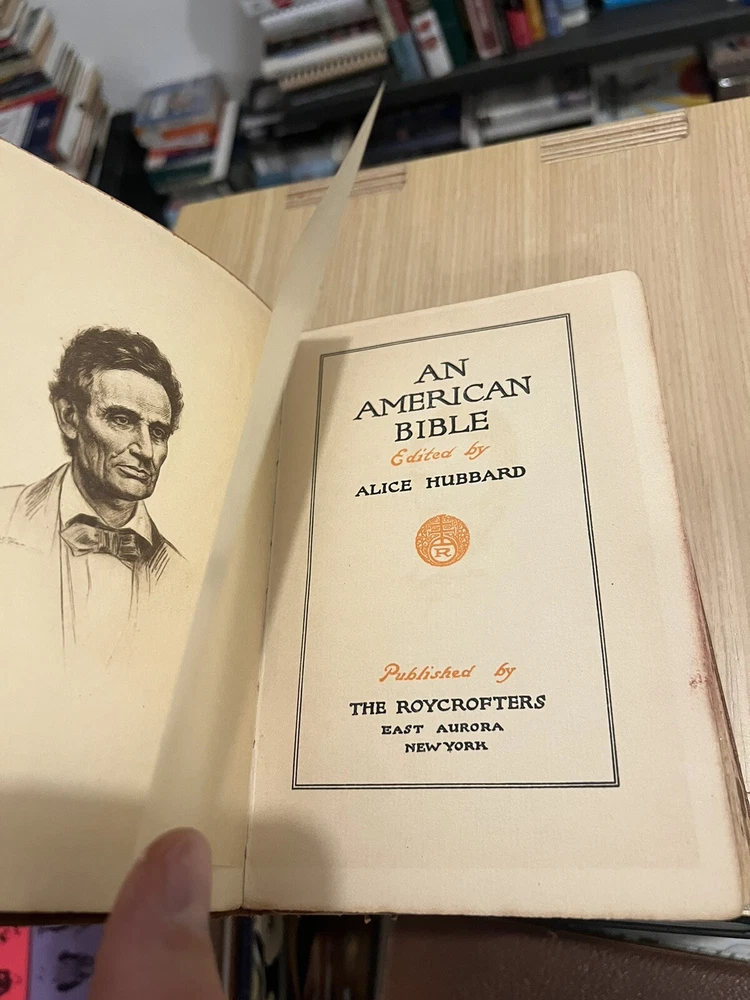 AN
AMERICAN
BIBLE
Edited by
ALICE HUBBARD
R
Published by
THE ROYCROFTERS
EAST AURORA
NEW YORK